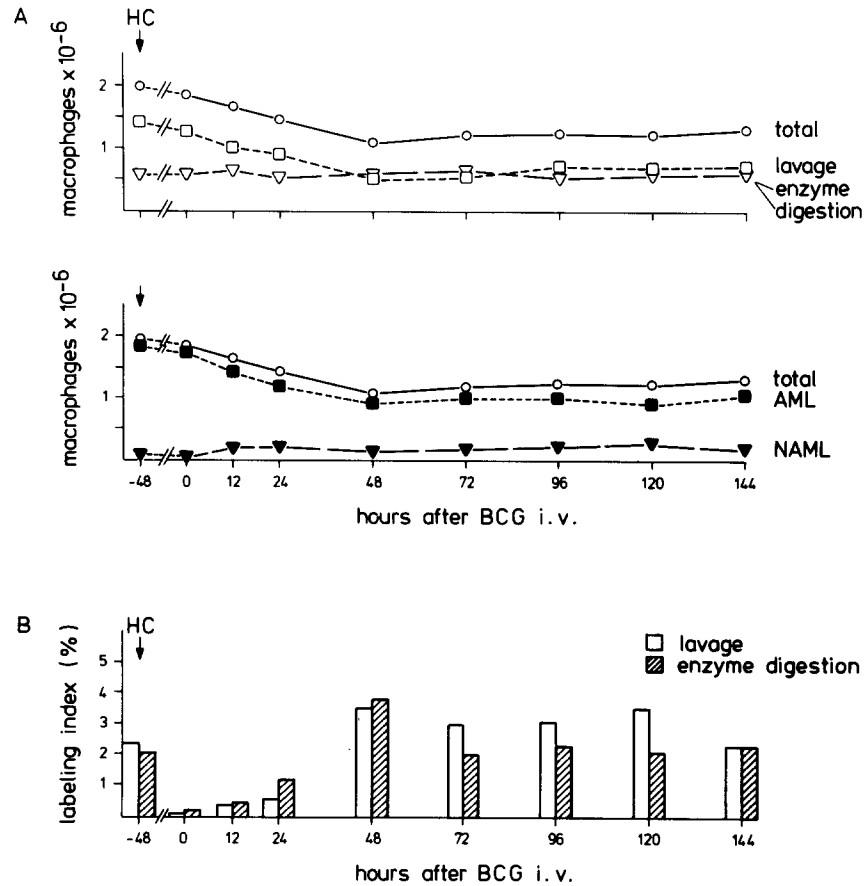 A
HC
macrophages x 10-6
2
1
total
lavage
enzyme
digestion
macrophages x 10-6
2
1
total
AML
NAML
-48 0 12 24 48 72 96 120 144
hours after BCG i.v.
B
HC
lavage
enzyme digestion
labeling index (%)
5
4
3
2
1
-48 0 12 24 48 72 96 120 144
hours after BCG i.v.